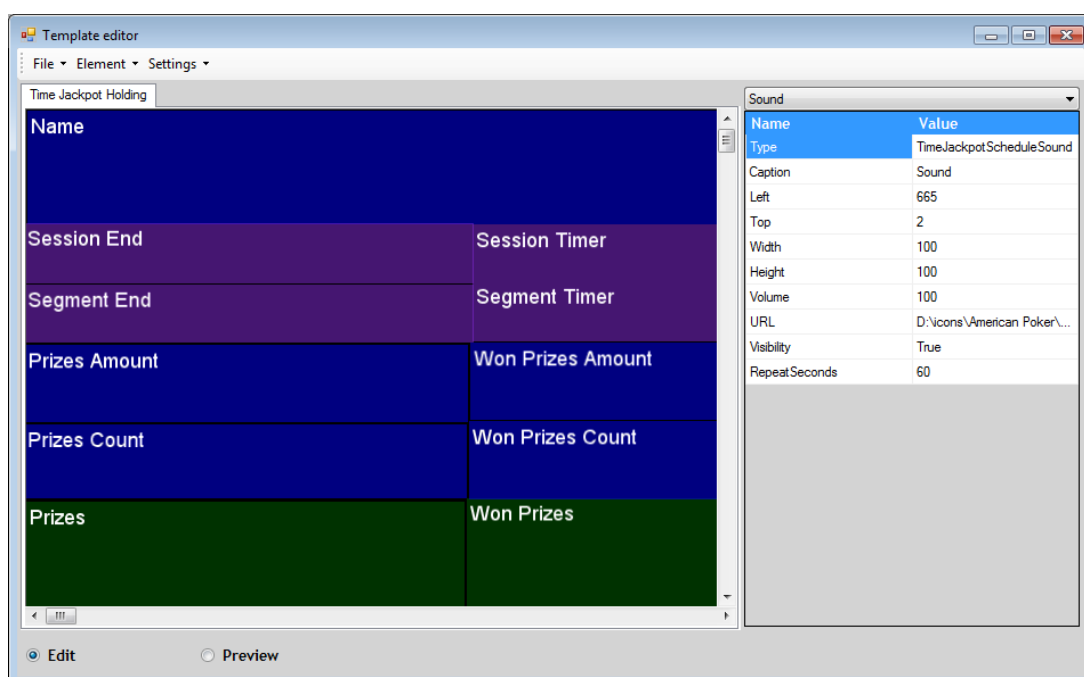 Template editor
File Element Settings
Time Jackpot Holding
Name
Session End Session Timer
Segment End Segment Timer
Prizes Amount Won Prizes Amount
Prizes Count Won Prizes Count
Prizes Won Prizes
Edit Preview
Sound
Name Value
Type TimeJackpotScheduleSound
Caption Sound
Left 665
Top 2
Width 100
Height 100
Volume 100
URL D:\icons\American Poker\...
Visibility True
RepeatSeconds 60